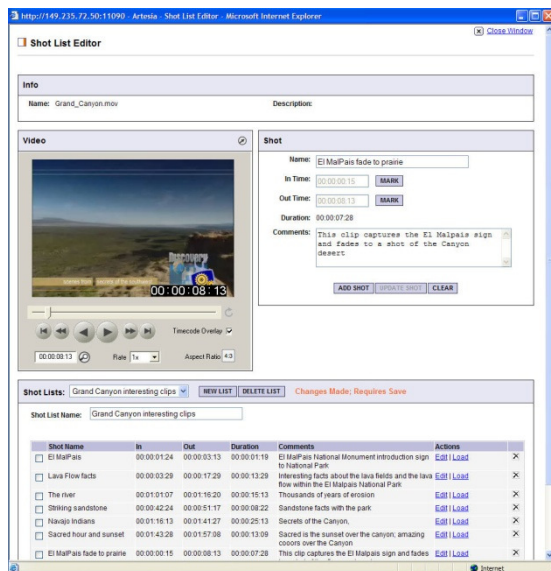 http://149.235.72.50:11090 - Artesia - Shot List Editor - Microsoft Internet Explorer
Close Window
Shot List Editor
Info
Name: Grand_Canyon.mov Description:
Video
Shot
Discovery
scenes from secrets of the southwest
00:00:08:13
Timecode Overlay
00:00:08:13 Rate 1x Aspect Ratio 4:3
Name: El MalPais fade to prairie
In Time: 00:00:00:15 MARK
Out Time: 00:00:08:13 MARK
Duration: 00:00:07:28
Comments: This clip captures the El Malpais sign
and fades to a shot of the Canyon
desert
ADD SHOT UPDATE SHOT CLEAR
Shot Lists: Grand Canyon interesting clips NEW LIST DELETE LIST Changes Made; Requires Save
Shot List Name: Grand Canyon interesting clips
Shot Name In Out Duration Comments Actions
El MalPais 00:00:01:24 00:00:03:13 00:00:01:19 El MalPais National Monument introduction sign Edit | Load
to National Park
Lava Flow facts 00:00:03:29 00:00:17:29 00:00:13:29 Interesting facts about the lava fields and the lava Edit | Load
flow within the El Malpais National Park
The river 00:01:01:07 00:01:16:20 00:00:15:13 Thousands of years of erosion Edit | Load
Striking sandstone 00:00:42:24 00:00:51:17 00:00:08:22 Sandstone facts with the park Edit | Load
Navajo Indians 00:01:16:13 00:01:41:27 00:00:25:13 Secrets of the Canyon, Edit | Load
Sacred hour and sunset 00:01:43:28 00:01:57:08 00:00:13:09 Sacred is the sunset over the canyon; amazing Edit | Load
cooors over the Canyon
El MalPais fade to prairie 00:00:00:15 00:00:08:13 00:00:07:28 This clip captures the El Malpais sign and fades Edit | Load
Internet